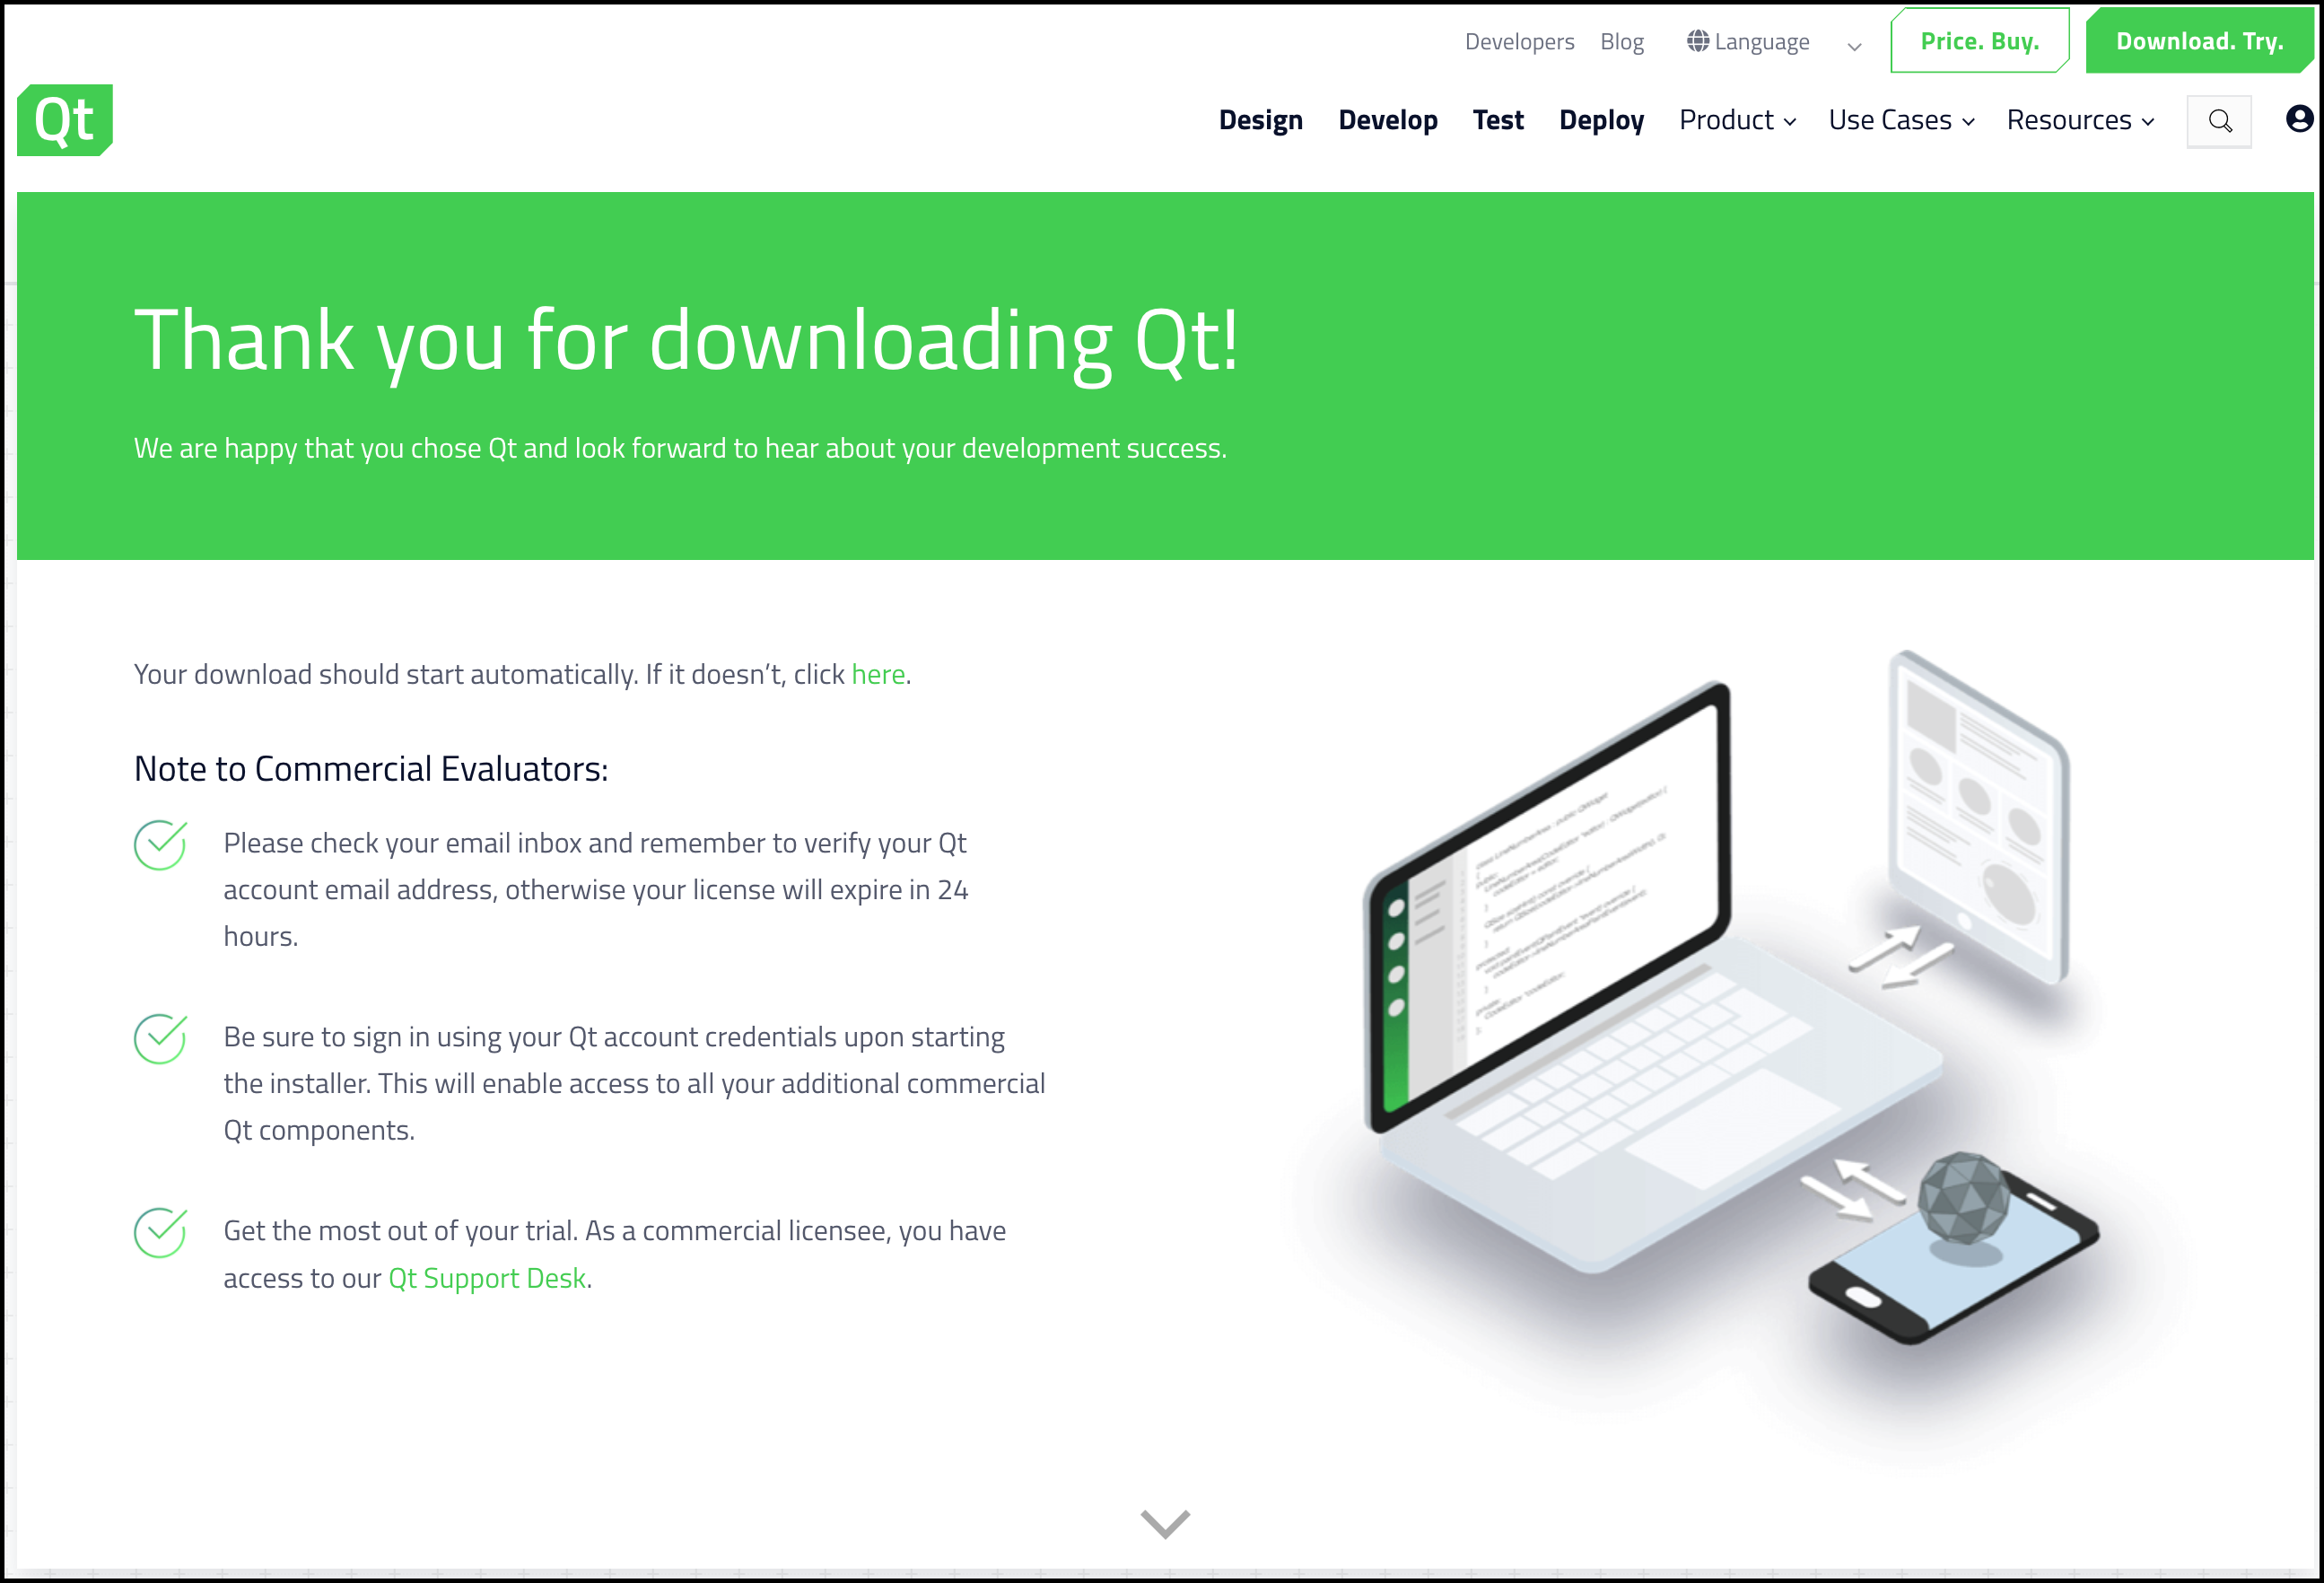 Developers Blog Language Price. Buy. Download. Try.
Qt
Design Develop Test Deploy Product Use Cases Resources
Thank you for downloading Qt!
We are happy that you chose Qt and look forward to hear about your development success.
Your download should start automatically. If it doesn’t, click here.
Note to Commercial Evaluators:
Please check your email inbox and remember to verify your Qt
account email address, otherwise your license will expire in 24
hours.
Be sure to sign in using your Qt account credentials upon starting
the installer. This will enable access to all your additional commercial
Qt components.
Get the most out of your trial. As a commercial licensee, you have
access to our Qt Support Desk.